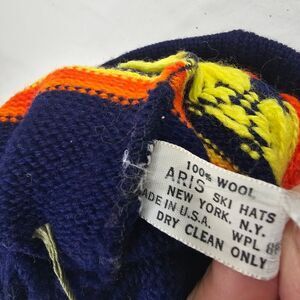 100% WOOL
ARIS SKI HATS
NEW YORK. N.Y.
MADE IN U.S.A. WPL
DRY CLEAN ONLY